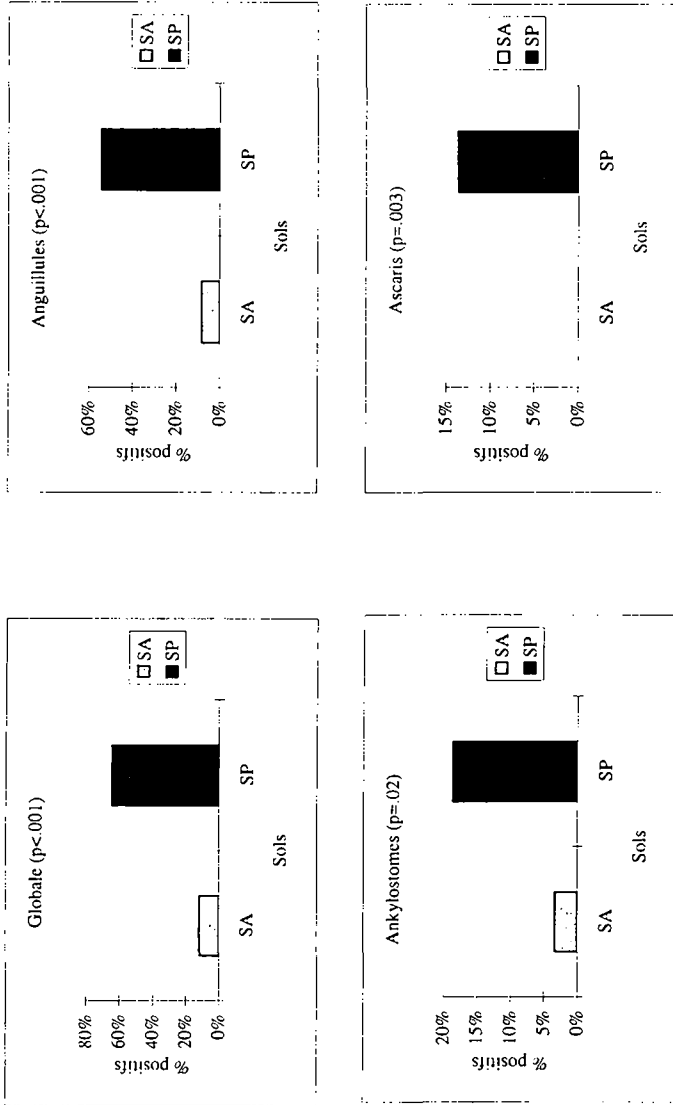 Globale (p<.001)
80%
60%
40%
20%
0%
% positifs
SA
SP
Sols
SA
SP
Anguillules (p<.001)
60%
40%
20%
0%
% positifs
SA
SP
Sols
SA
SP
Ankylostomes (p=.02)
20%
15%
10%
5%
0%
% positifs
SA
SP
Sols
SA
SP
Ascaris (p=.003)
15%
10%
5%
0%
% positifs
SA
SP
Sols
SA
SP